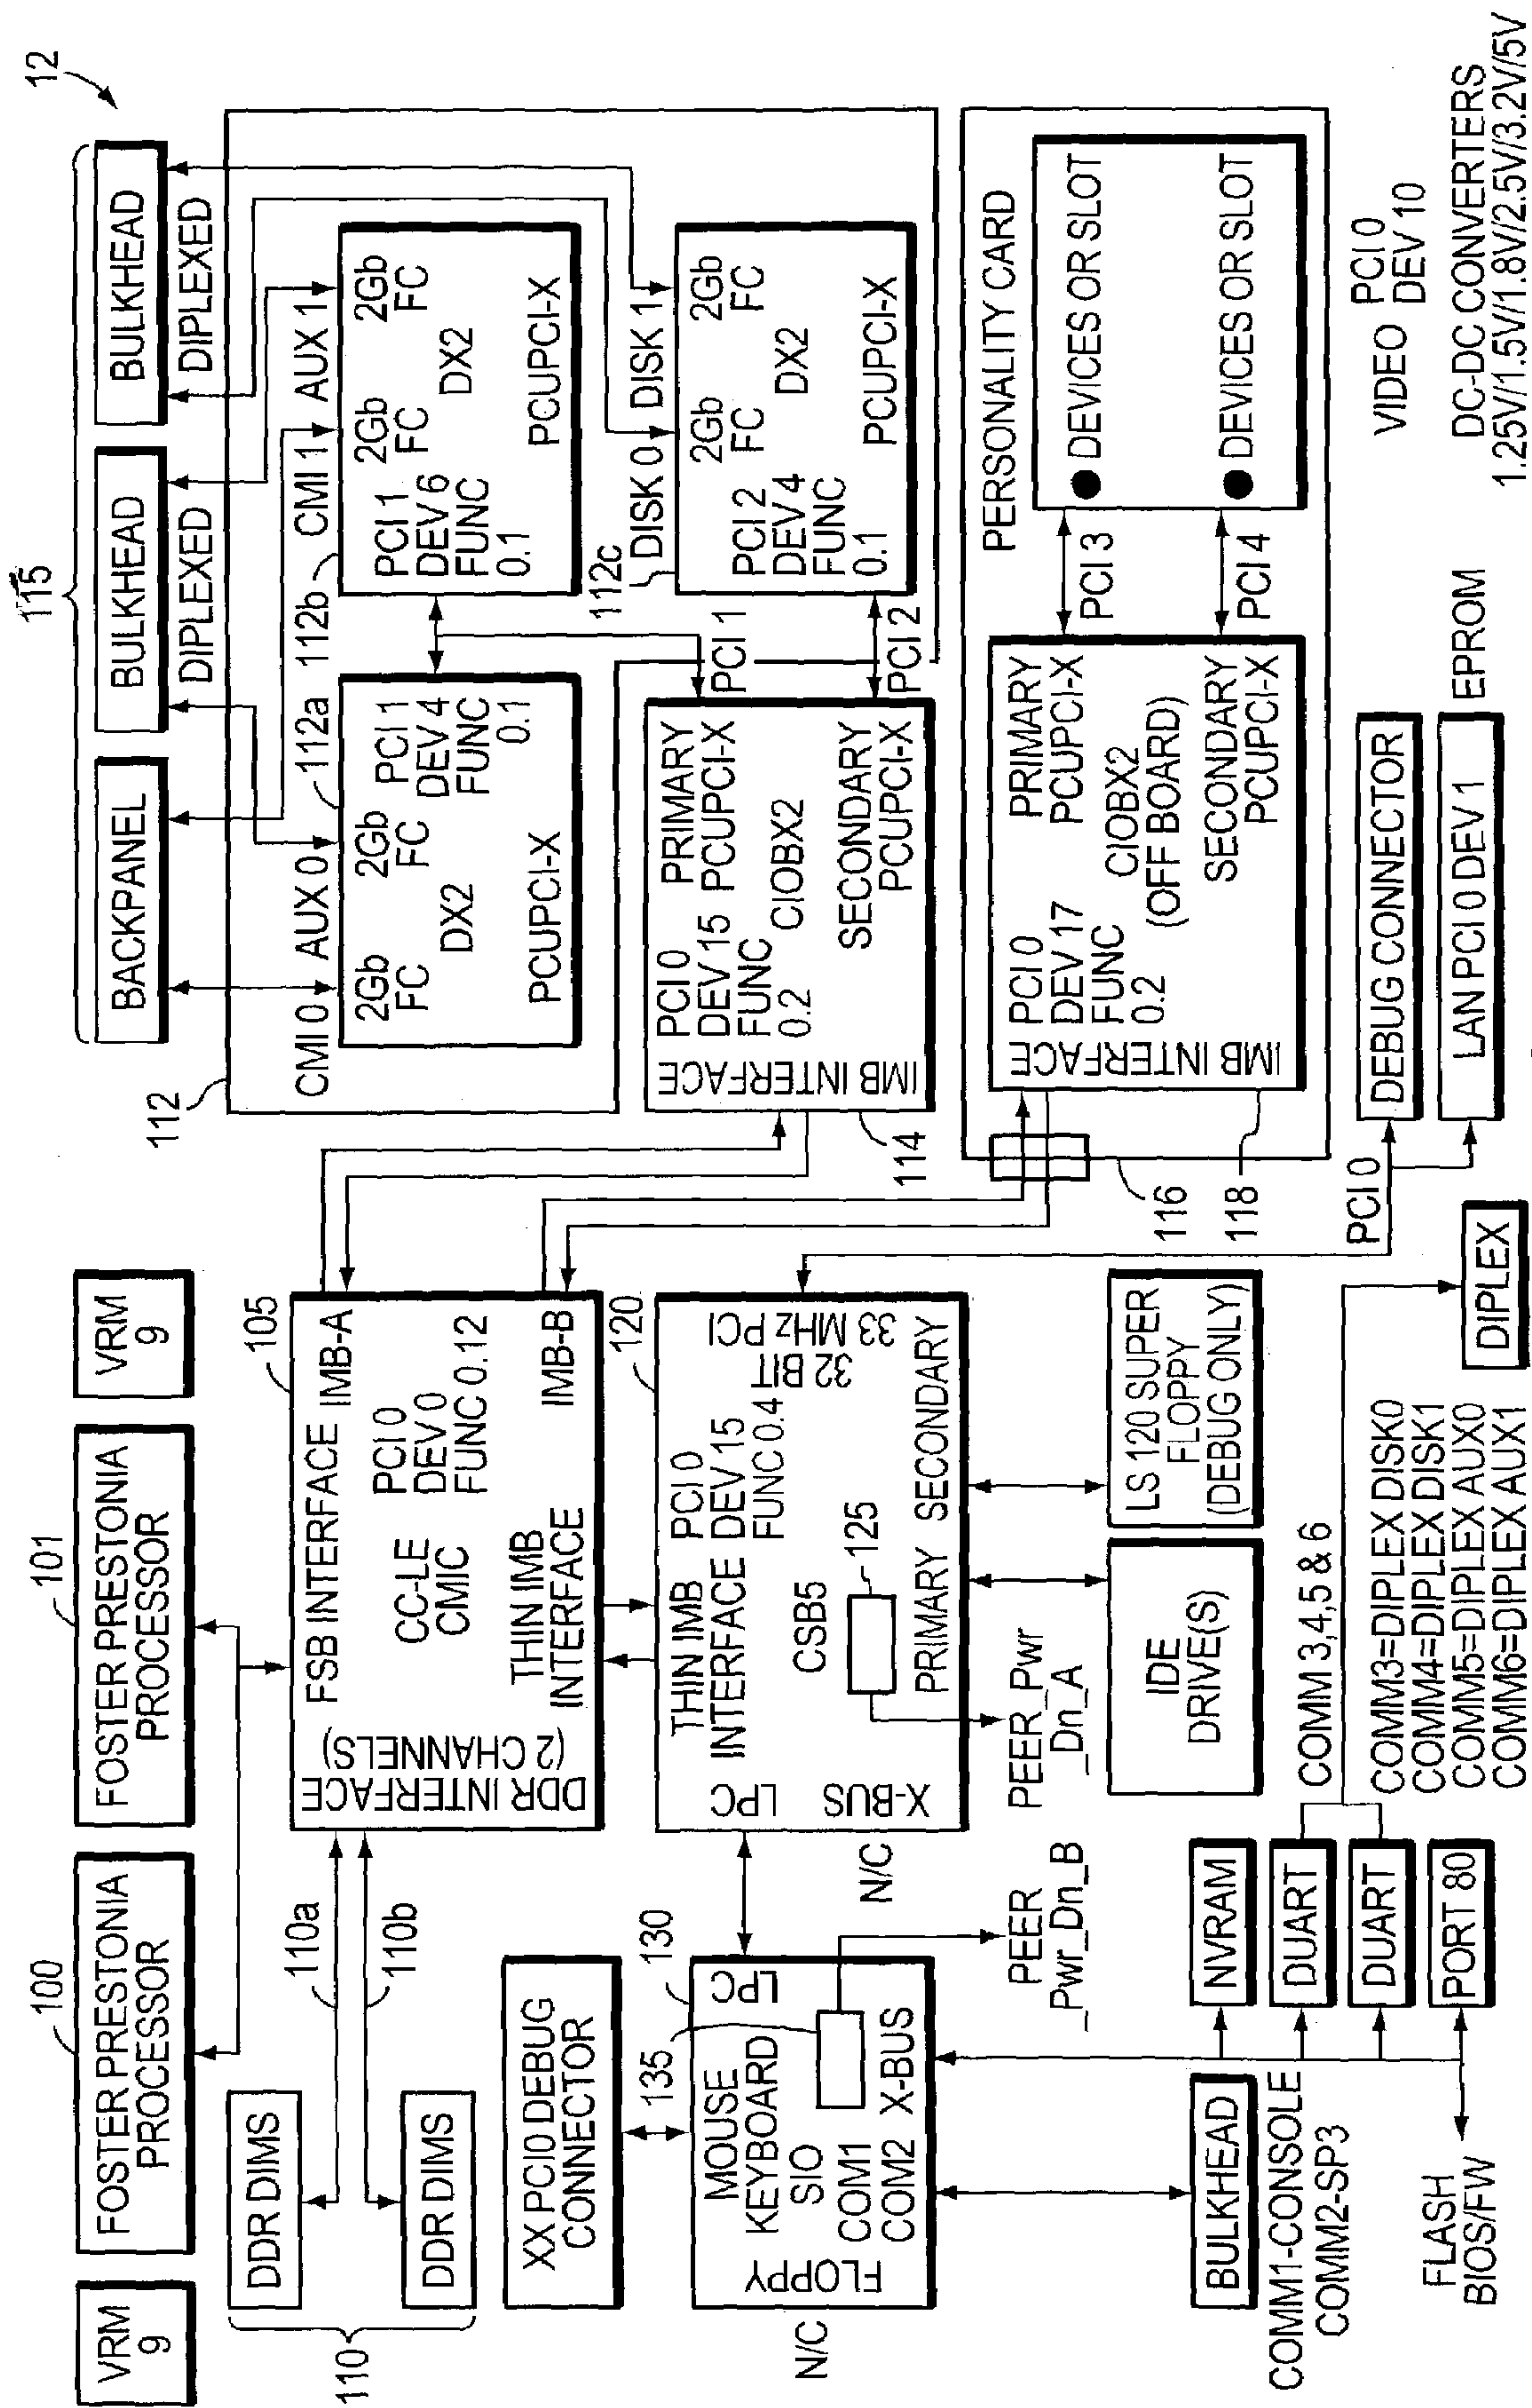 12
115
BACKPANEL
BULKHEAD
BULKHEAD
DIPLEXED
DIPLEXED
VRM
9
100
FOSTER PRESTONIA
PROCESSOR
101
FOSTER PRESTONIA
PROCESSOR
VRM
9
110
DDR DIMS
DDR DIMS
110a
110b
105
FSB INTERFACE
IMB-A
DDR INTERFACE
(2 CHANNELS)
CC-LE
CMIC
PCI 0
DEV 0
FUNC 0.12
THIN IMB
INTERFACE
IMB-B
112
CMI 0
AUX 0
112a
2Gb
FC
2Gb
FC
PCI 1
DEV 4
FUNC
0.1
DX2
PCUPCI-X
112b
CMI 1
AUX 1
PCI 1
DEV 6
FUNC
0.1
2Gb
FC
2Gb
FC
DX2
PCUPCI-X
112c
DISK 0
DISK 1
PCI 2
DEV 4
FUNC
0.1
2Gb
FC
2Gb
FC
DX2
PCUPCI-X
PCI 1
PCI 2
114
IMB INTERFACE
PCI 0
DEV 15
FUNC
0.2
PRIMARY
PCUPCI-X
CIOBX2
SECONDARY
PCUPCI-X
XX PCI0 DEBUG
CONNECTOR
130
135
MOUSE
KEYBOARD
SIO
COM1
COM2
LPC
X-BUS
FLOPPY
N/C
120
THIN IMB
INTERFACE
PCI 0
DEV 15
FUNC 0.4
32 BIT
33 MHz PCI
LPC
X-BUS
CSB5
125
PRIMARY
SECONDARY
N/C
PERSONALITY CARD
116
118
IMB INTERFACE
PCI 0
DEV 17
FUNC
0.2
PRIMARY
PCUPCI-X
CIOBX2
(OFF BOARD)
SECONDARY
PCUPCI-X
PCI 3
PCI 4
DEVICES OR SLOT
DEVICES OR SLOT
PEER
_Pwr_Dn_B
PEER_Pwr
_Dn_A
IDE
DRIVE(S)
LS 120 SUPER
FLOPPY
(DEBUG ONLY)
PCI 0
DEBUG CONNECTOR
LAN PCI 0 DEV 1
EPROM
VIDEO
PCI 0
DEV 10
DC-DC CONVERTERS
1.25V/1.5V/1.8V/2.5V/3.2V/5V
BULKHEAD
COMM1-CONSOLE
COMM2-SP3
FLASH
BIOS/FW
NVRAM
DUART
DUART
PORT 80
COMM 3,4,5 & 6
DIPLEX
COMM3=DIPLEX DISK0
COMM4=DIPLEX DISK1
COMM5=DIPLEX AUX0
COMM6=DIPLEX AUX1